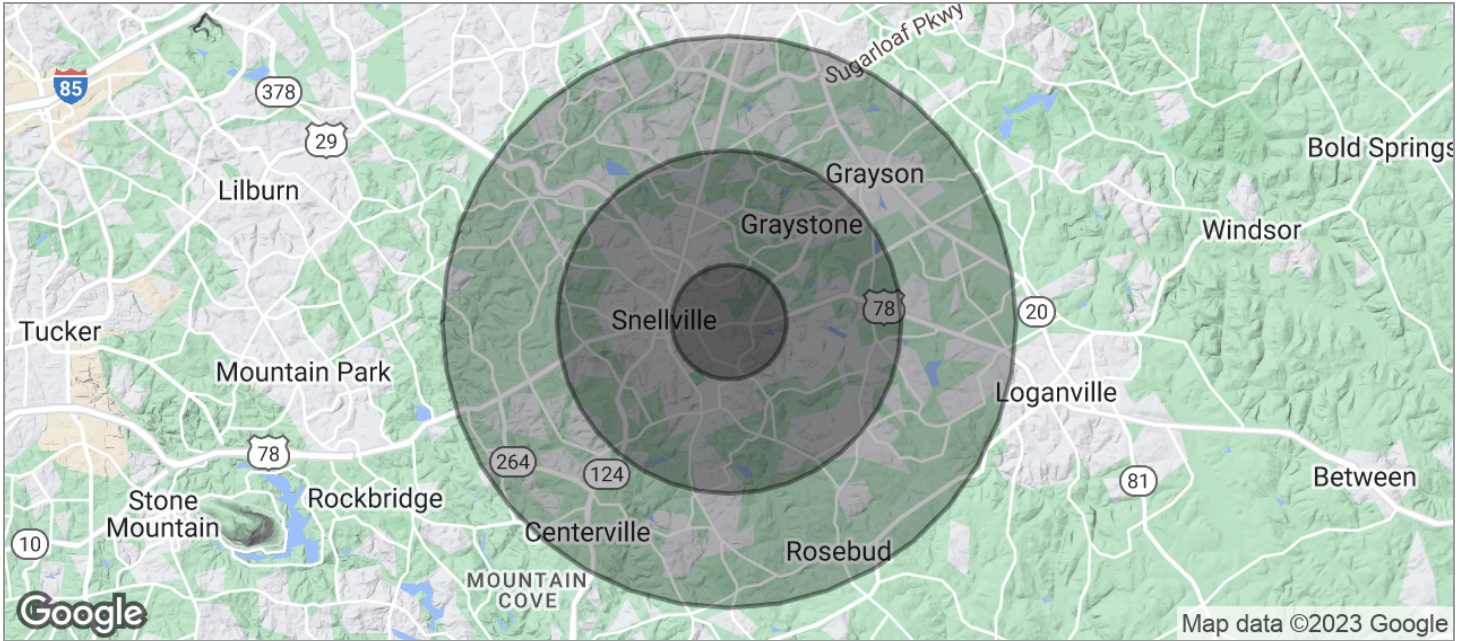 Sugarloaf Pkwy
85
378
29
Bold Springs
Grayson
Lilburn
Graystone
Windsor
78
20
Snellville
Tucker
Mountain Park
Loganville
78
264
124
81
Between
Stone
Mountain
Rockbridge
10
Centerville
Rosebud
MOUNTAIN
COVE
Google
Map data ©2023 Google